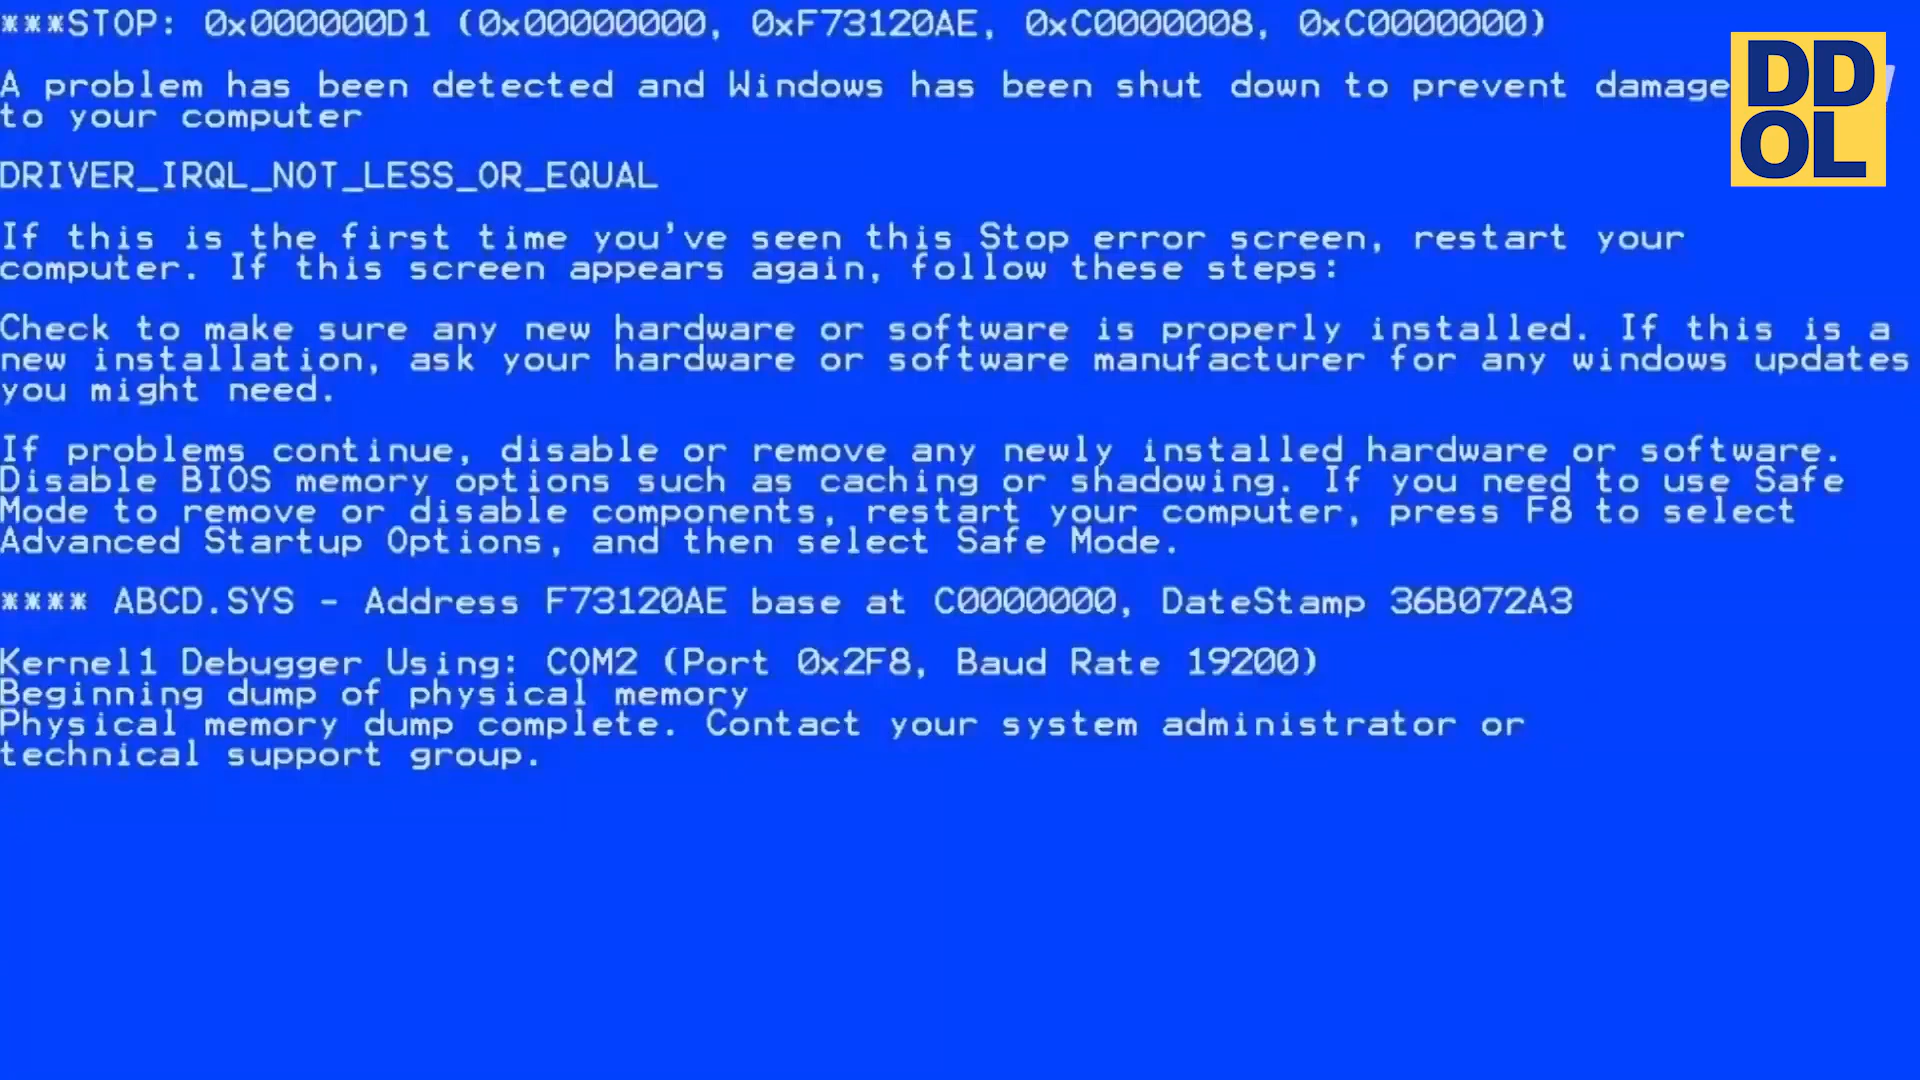 ***STOP: 0x000000D1 (0x00000000, 0xF73120AE, 0xC0000008, 0xC0000000)
A problem has been detected and Windows has been shut down to prevent damage
to your computer
DRIVER_IRQL_NOT_LESS_OR_EQUAL
If this is the first time you've seen this Stop error screen, restart your
computer. If this screen appears again, follow these steps:
Check to make sure any new hardware or software is properly installed. If this is a
new installation, ask your hardware or software manufacturer for any windows updates
you might need.
If problems continue, disable or remove any newly installed hardware or software.
Disable BIOS memory options such as caching or shadowing. If you need to use Safe
Mode to remove or disable components, restart your computer, press F8 to select
Advanced Startup Options, and then select Safe Mode.
**** ABCD.SYS - Address F73120AE base at C0000000, DateStamp 36B072A3
Kernel1 Debugger Using: COM2 (Port 0x2F8, Baud Rate 19200)
Beginning dump of physical memory
Physical memory dump complete. Contact your system administrator or
technical support group.
DD
OL